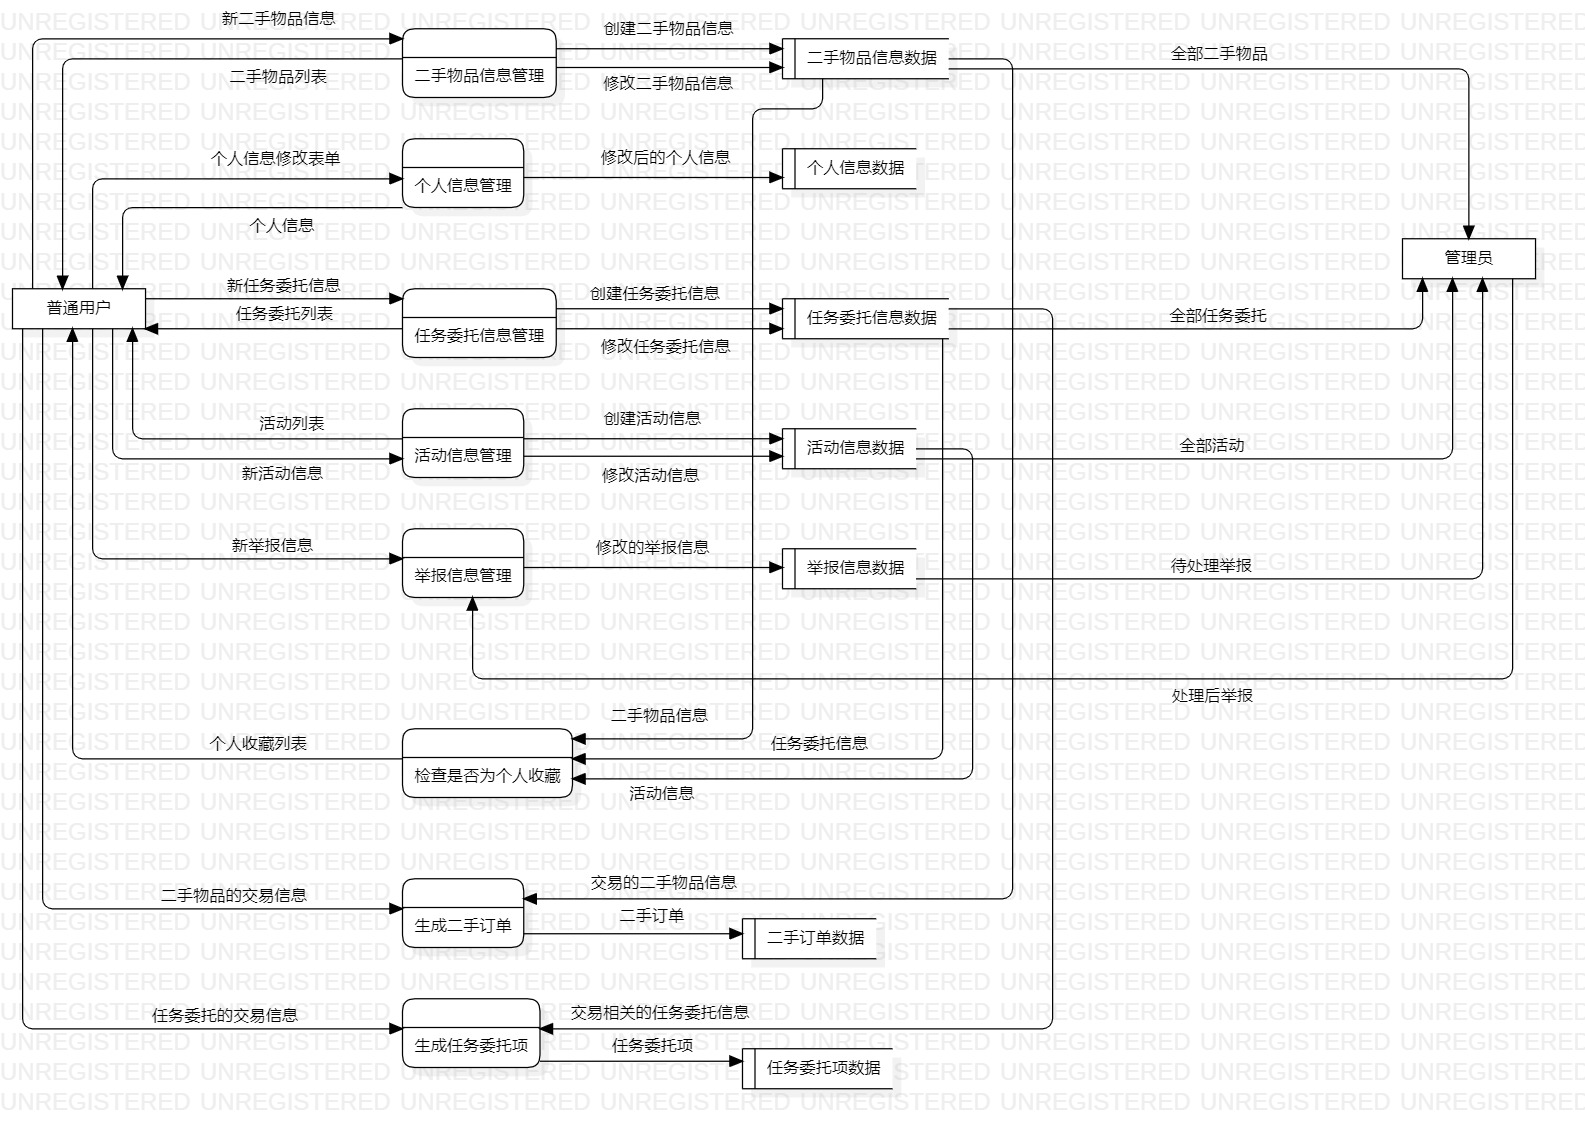 新二手物品信息
创建二手物品信息
二手物品信息数据
全部二手物品
二手物品列表
二手物品信息管理
修改二手物品信息
个人信息修改表单
修改后的个人信息
个人信息数据
个人信息管理
个人信息
管理员
新任务委托信息
创建任务委托信息
普通用户
任务委托列表
任务委托信息数据
全部任务委托
任务委托信息管理
修改任务委托信息
活动列表
创建活动信息
活动信息数据
全部活动
活动信息管理
新活动信息
修改活动信息
新举报信息
修改的举报信息
举报信息管理
举报信息数据
待处理举报
处理后举报
二手物品信息
个人收藏列表
任务委托信息
检查是否为个人收藏
活动信息
二手物品的交易信息
交易的二手物品信息
生成二手订单
二手订单
二手订单数据
任务委托的交易信息
交易相关的任务委托信息
生成任务委托项
任务委托项
任务委托项数据
UNREGISTERED